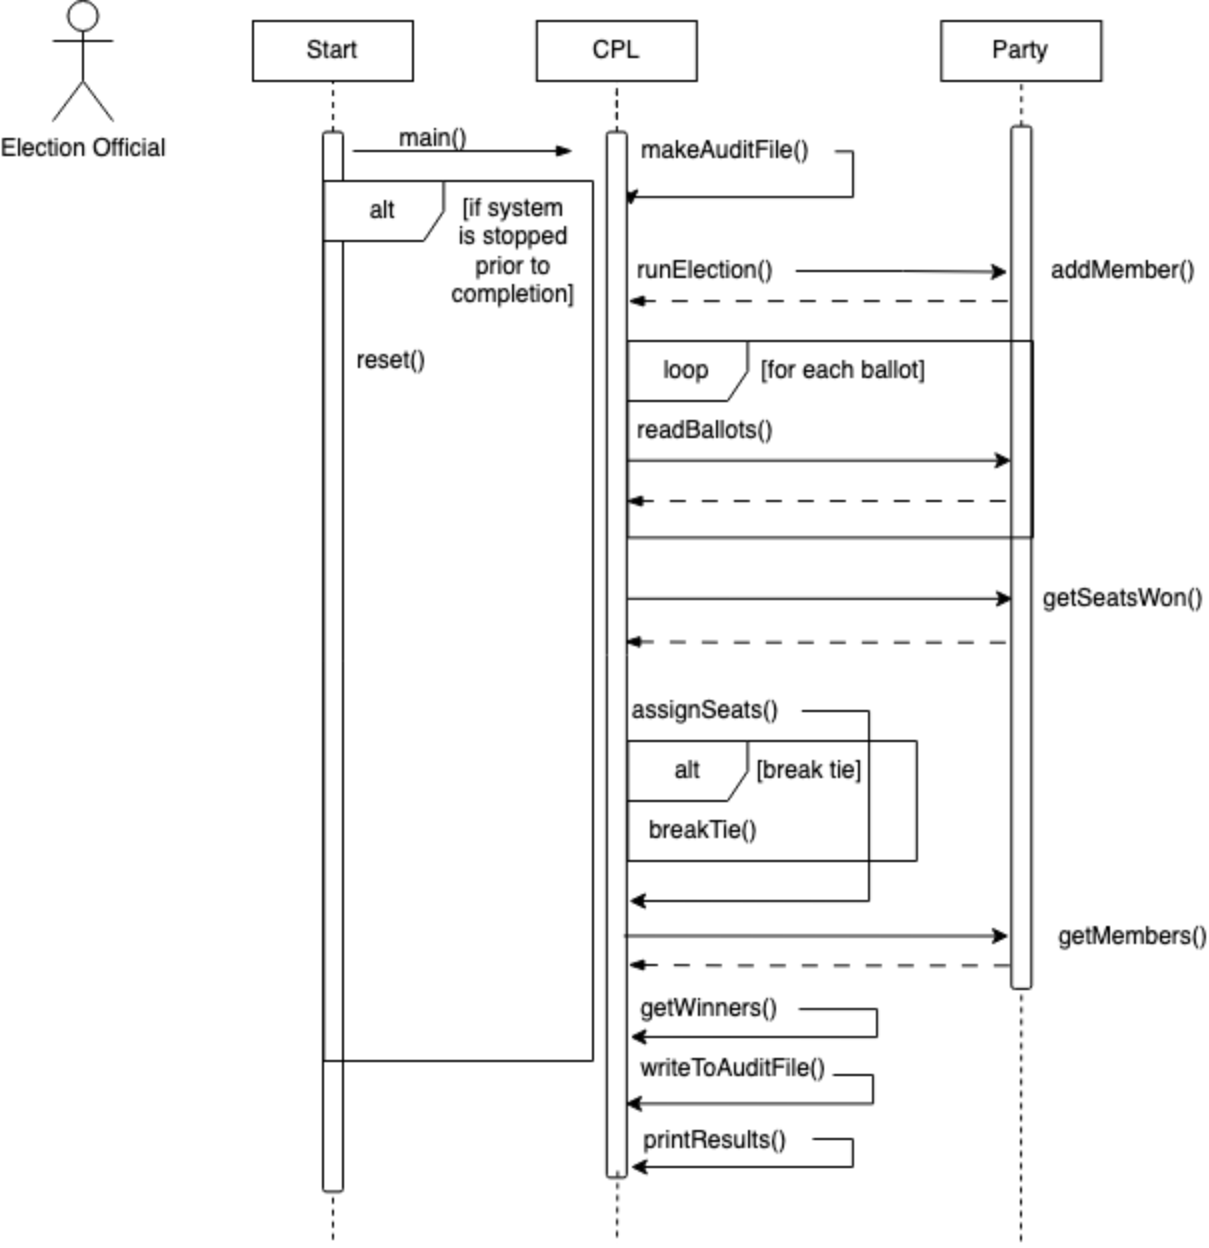 Start
CPL
Party
Election Official
main()
makeAuditFile()
alt
[if system
is stopped
prior to
completion]
runElection()
addMember()
reset()
loop
[for each ballot]
readBallots()
getSeatsWon()
assignSeats()
alt
[break tie]
breakTie()
getMembers()
getWinners()
writeToAuditFile()
printResults()